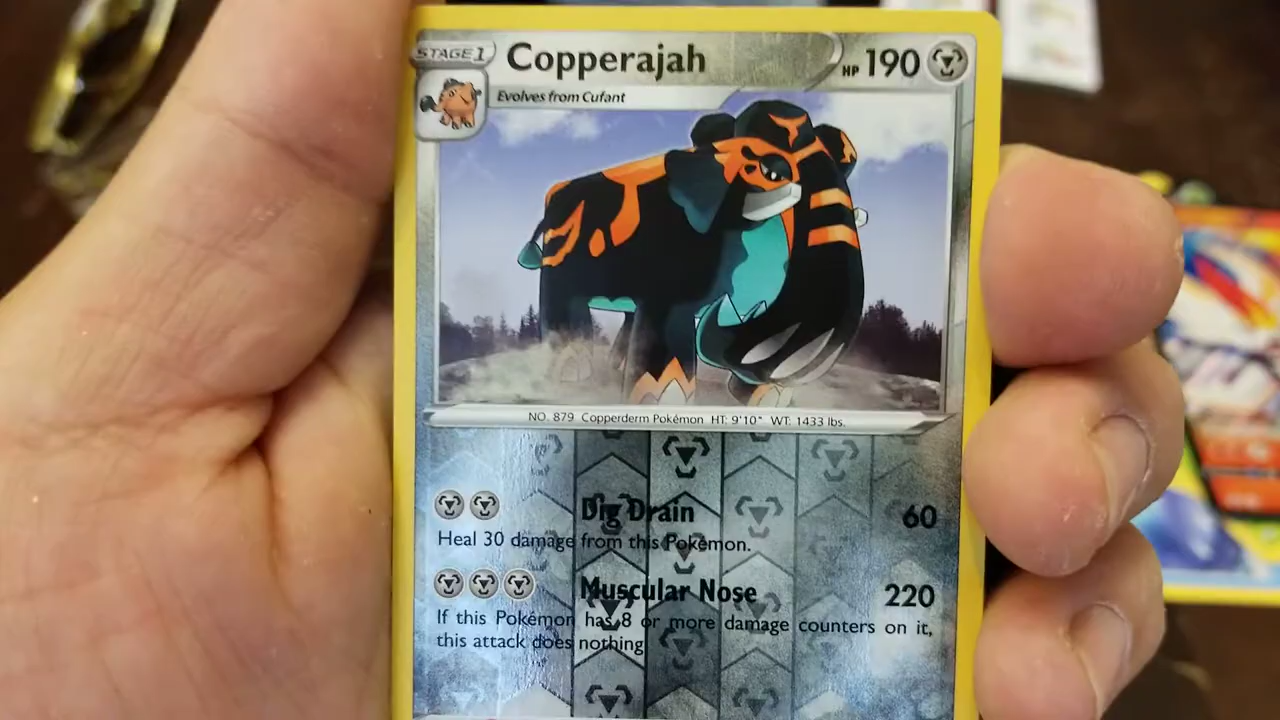 STAGE 1
Copperajah
HP 190
Evolves from Cufant
NO. 879 Copperderm Pokémon HT: 9'10" WT: 1433 lbs.
Dig Drain 60
Heal 30 damage from this Pokémon.
Muscular Nose 220
If this Pokémon has 8 or more damage counters on it,
this attack does nothing